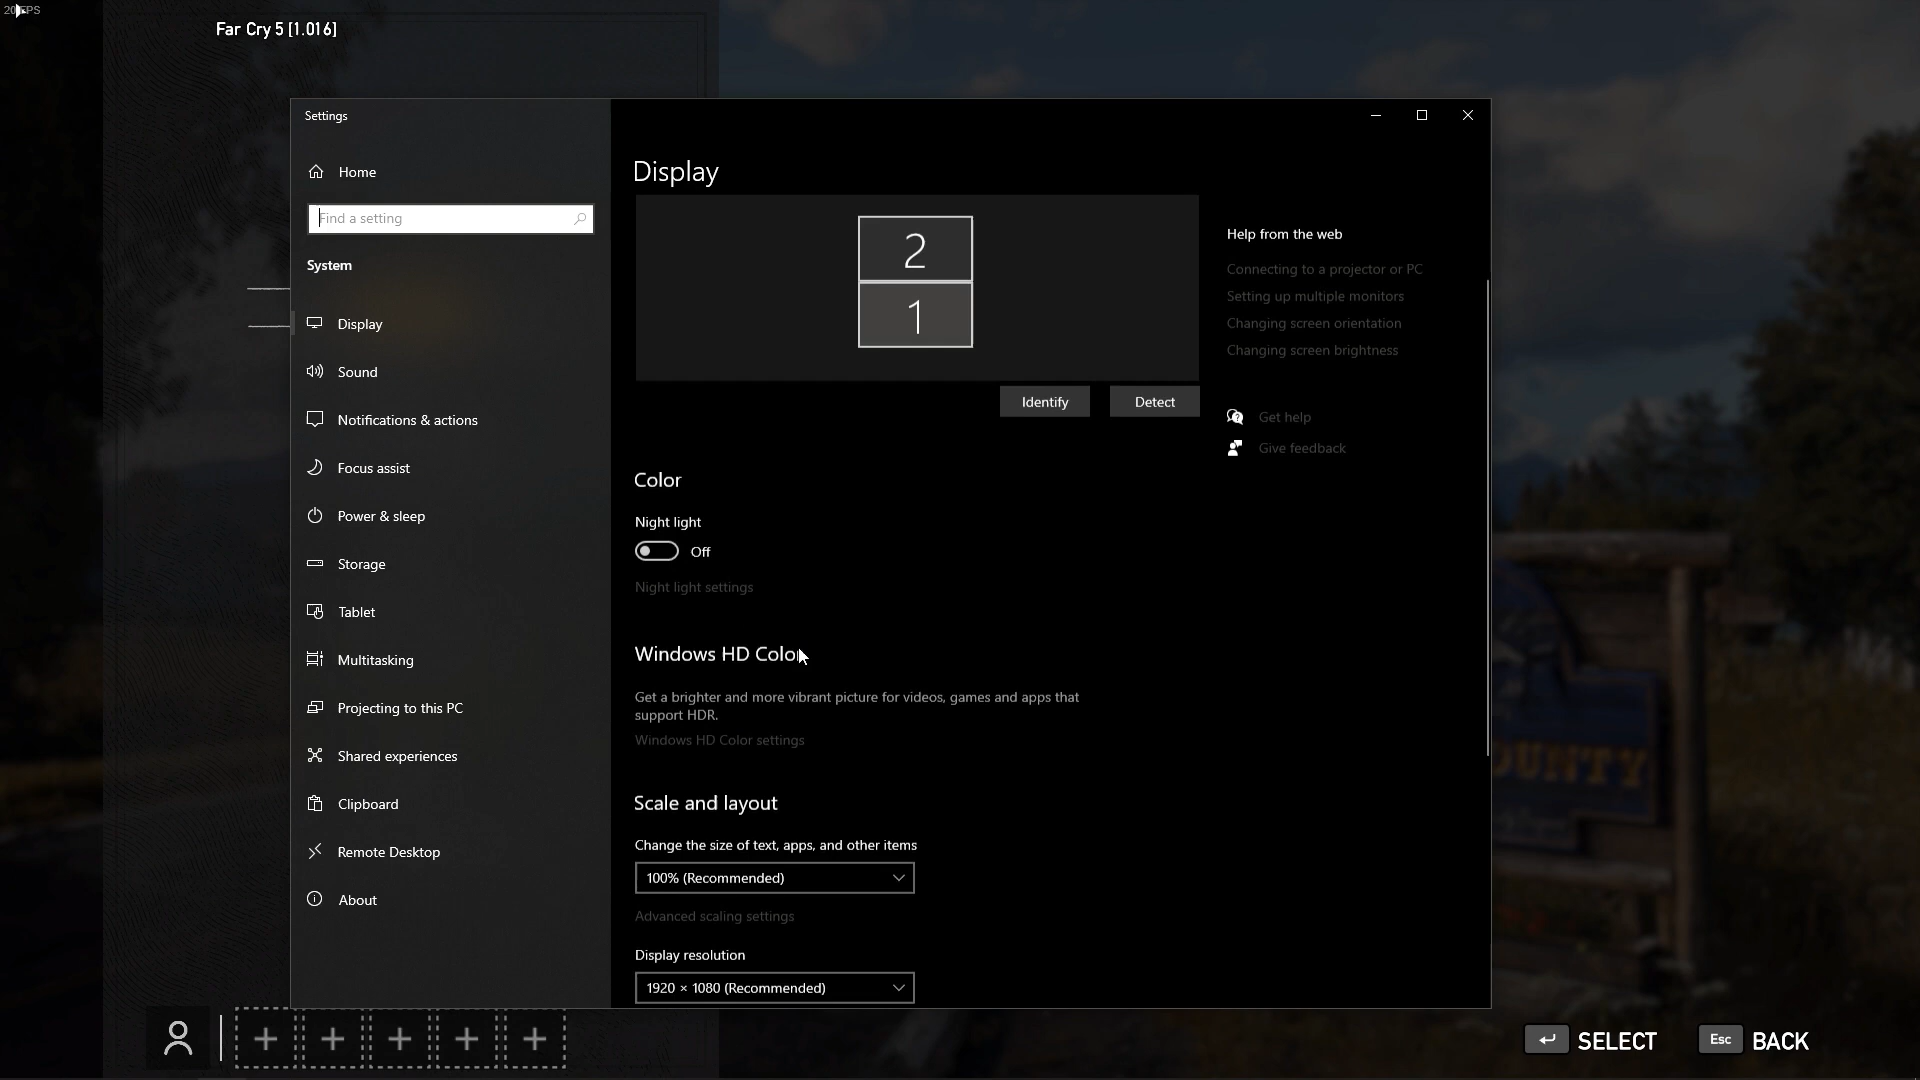 20 FPS
Far Cry 5 [1.016]
Settings
Home
Find a setting
System
Display
Sound
Notifications & actions
Focus assist
Power & sleep
Storage
Tablet
Multitasking
Projecting to this PC
Shared experiences
Clipboard
Remote Desktop
About
Display
2
1
Identify
Detect
Color
Night light
Off
Night light settings
Windows HD Color
Get a brighter and more vibrant picture for videos, games and apps that
support HDR.
Windows HD Color settings
Scale and layout
Change the size of text, apps, and other items
100% (Recommended)
Advanced scaling settings
Display resolution
1920 × 1080 (Recommended)
Help from the web
Connecting to a projector or PC
Setting up multiple monitors
Changing screen orientation
Changing screen brightness
Get help
Give feedback
OUNTY
SELECT
Esc BACK